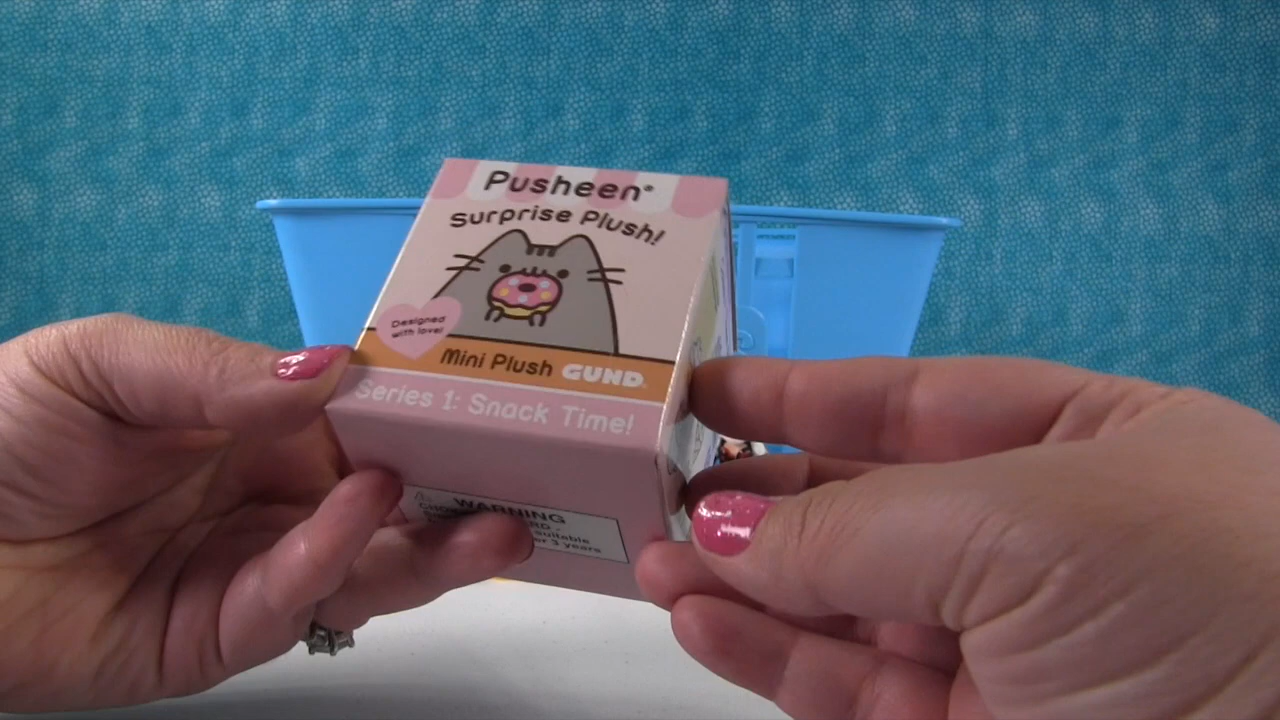 Pusheen®
Surprise Plush!
Designed
with love!
Mini Plush GUND
Series 1: Snack Time!
WARNING
suitable
3 years